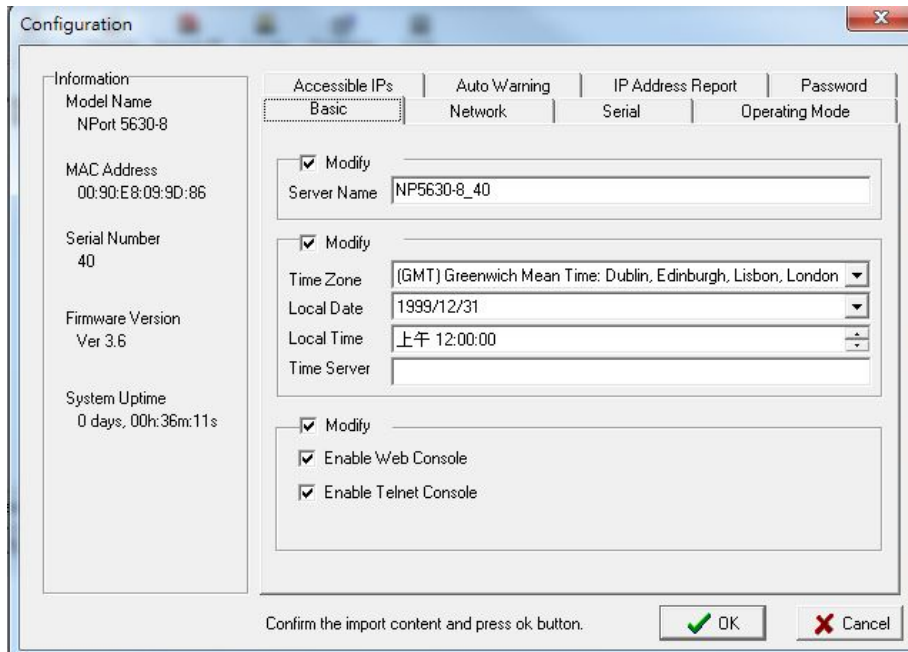 Configuration
Information
Model Name
NPort 5630-8
MAC Address
00:90:E8:09:9D:86
Serial Number
40
Firmware Version
Ver 3.6
System Uptime
0 days, 00h:36m:11s
Accessible IPs Auto Warning IP Address Report Password
Basic Network Serial Operating Mode
Modify
Server Name NP5630-8_40
Modify
Time Zone (GMT) Greenwich Mean Time: Dublin, Edinburgh, Lisbon, London
Local Date 1999/12/31
Local Time 上午 12:00:00
Time Server
Modify
Enable Web Console
Enable Telnet Console
Confirm the import content and press ok button.
OK Cancel